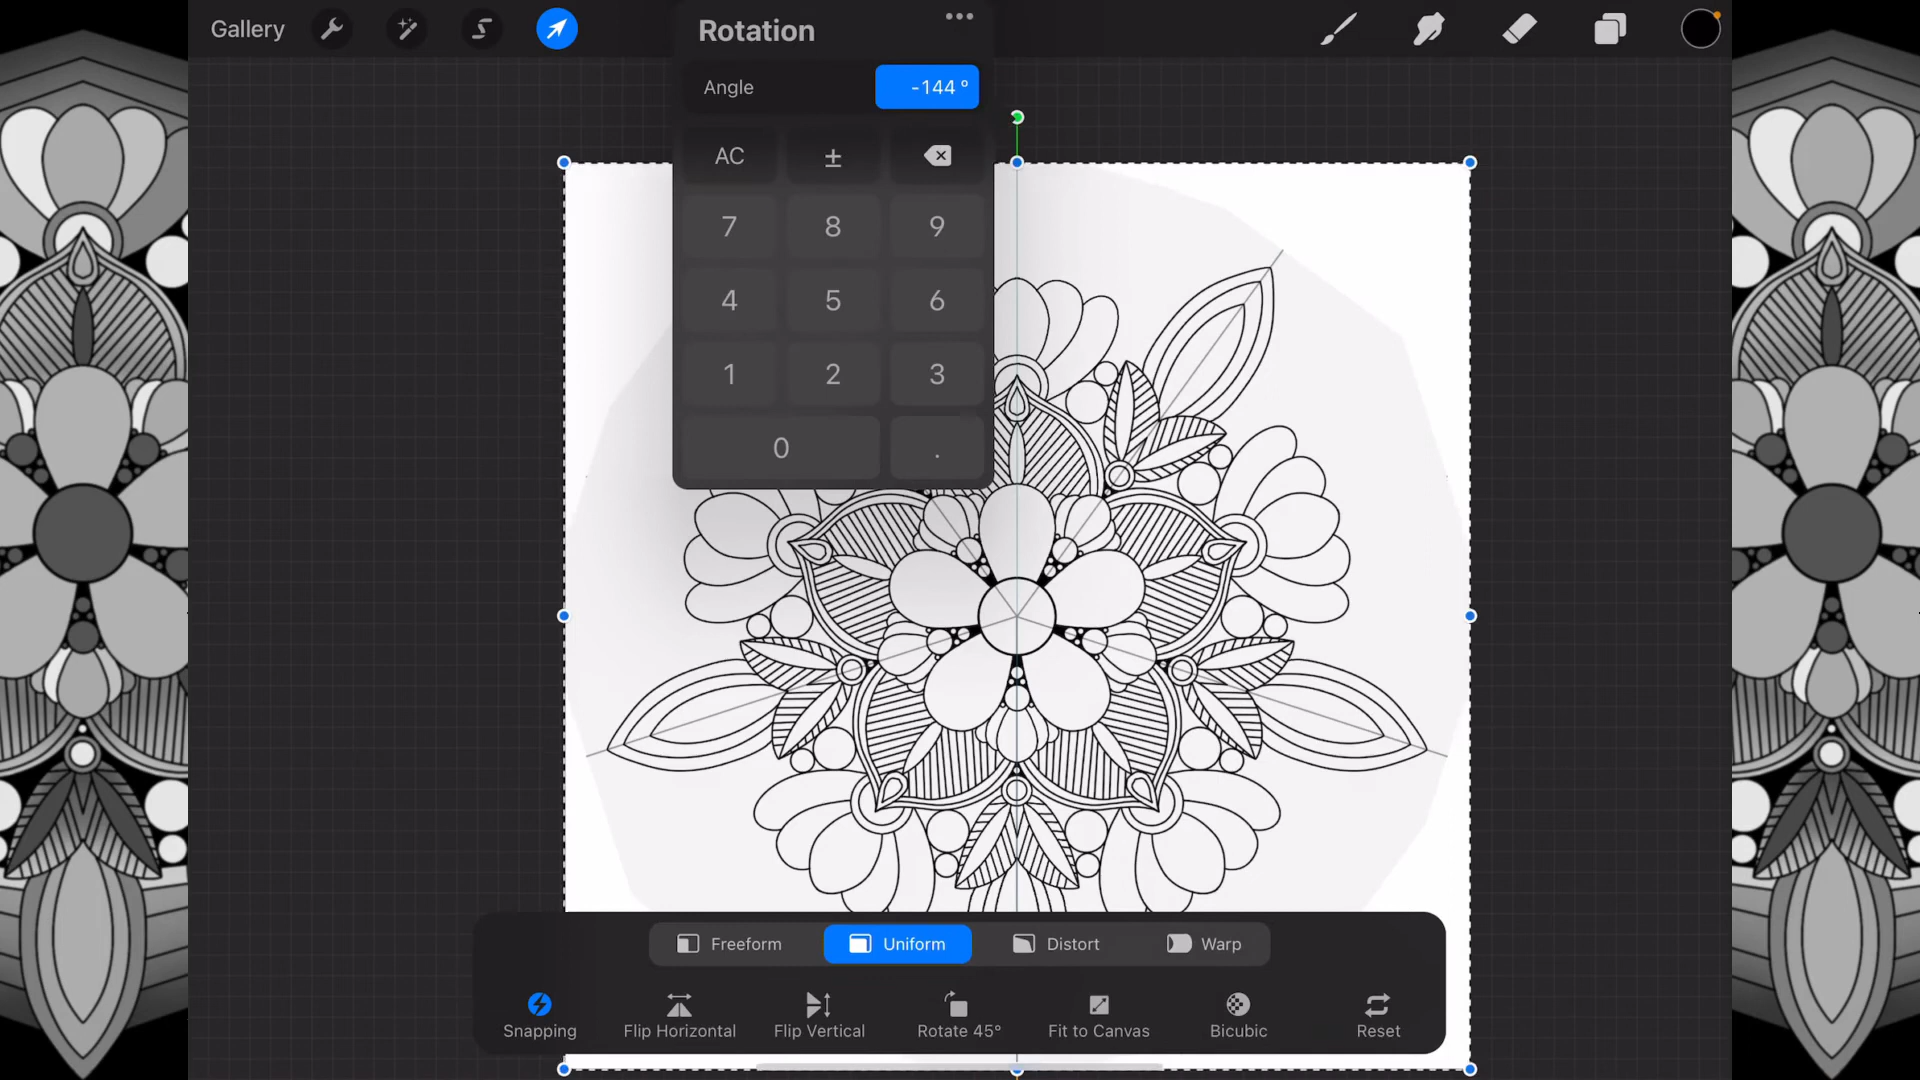 Gallery
Rotation
Angle -144 °
AC ±
7 8 9
4 5 6
1 2 3
0 .
Freeform Uniform Distort Warp
Snapping Flip Horizontal Flip Vertical Rotate 45° Fit to Canvas Bicubic Reset